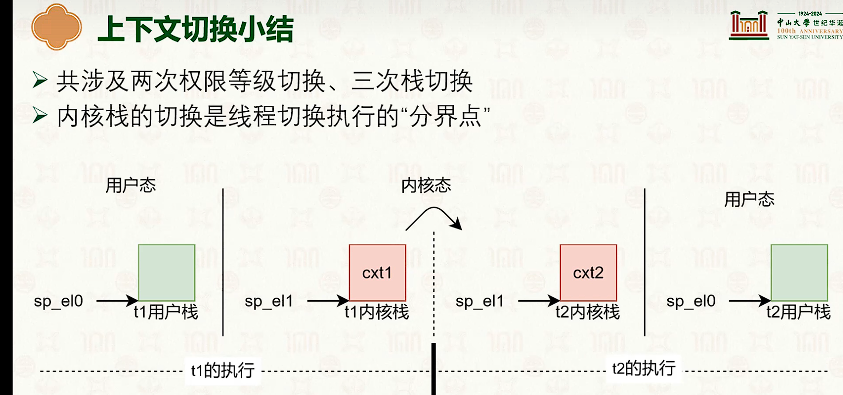 上下文切换小结
1924-2024
中山大學 世纪华诞
100th ANNIVERSARY
SUN YAT-SEN UNIVERSITY
共涉及两次权限等级切换、三次栈切换
内核栈的切换是线程切换执行的“分界点”
用户态 内核态 用户态
cxt1 cxt2
sp_el0 sp_el1 sp_el1 sp_el0
t1用户栈 t1内核栈 t2内核栈 t2用户栈
t1的执行 t2的执行